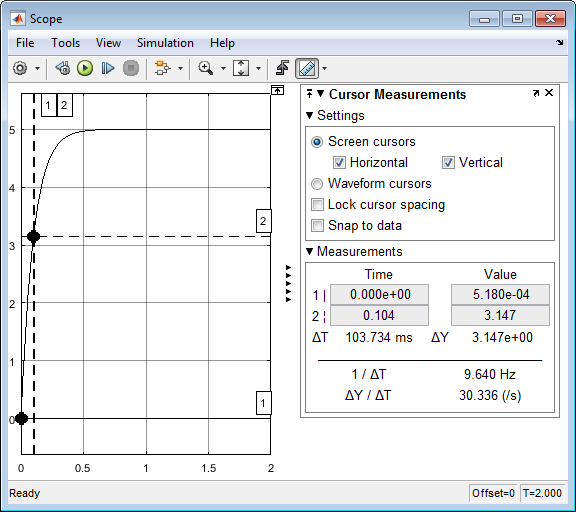 Scope
File Tools View Simulation Help
1 2
5
4
3
2
1
0
2
1
0 0.5 1 1.5 2
Cursor Measurements
Settings
Screen cursors
Horizontal Vertical
Waveform cursors
Lock cursor spacing
Snap to data
Measurements
Time Value
1 | 0.000e+00 5.180e-04
2 ¦ 0.104 3.147
ΔT 103.734 ms ΔY 3.147e+00
1 / ΔT 9.640 Hz
ΔY / ΔT 30.336 (/s)
Ready Offset=0 T=2.000